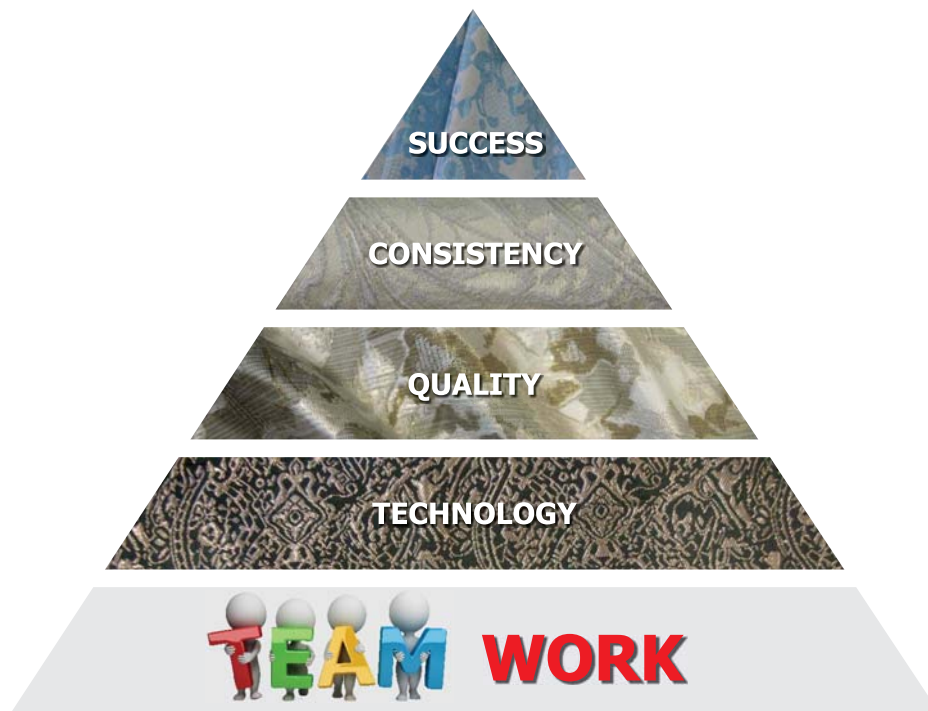 SUCCESS
CONSISTENCY
QUALITY
TECHNOLOGY
TEAM WORK